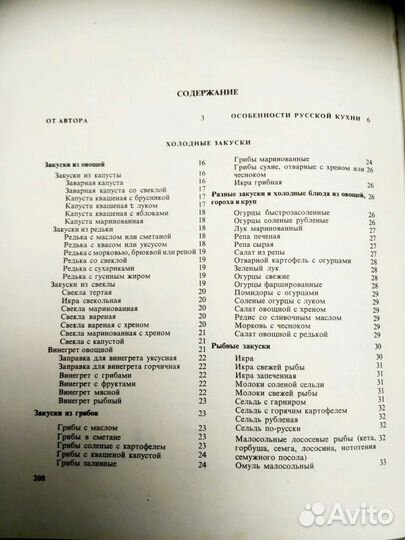 СОДЕРЖАНИЕ
ОТ АВТОРА 3
ОСОБЕННОСТИ РУССКОЙ КУХНИ 6
ХОЛОДНЫЕ ЗАКУСКИ
Закуски из овощей 16
Закуски из капусты 16
Заварная капуста 16
Заварная капуста со свеклой 17
Капуста квашеная с брусникой 17
Капуста квашеная с луком 17
Капуста квашеная с яблоками 18
Капуста маринованная 18
Закуски из редьки 18
Редька с маслом или сметаной 18
Редька с квасом или уксусом 18
Редька с морковью, брюквой или репой 19
Редька со свеклой 19
Редька с сухариками 19
Редька с гусиным жиром 19
Закуски из свеклы 20
Свекла тертая 20
Икра свекольная 20
Свекла маринованная 20
Свекла вареная 20
Свекла вареная с хреном 20
Свекла маринованная с хреном 21
Свекла с капустой 21
Винегрет овощной 21
Заправка для винегрета уксусная 22
Заправка для винегрета горчичная 22
Винегрет с грибами 22
Винегрет с фруктами 22
Винегрет мясной 22
Винегрет рыбный 23
Закуски из грибов 23
Грибы с маслом 23
Грибы в сметане 23
Грибы соленые с картофелем 23
Грибы с квашеной капустой 24
Грибы заливные 24
208
Грибы маринованные 24
Грибы сухие, отварные с хреном или
чесноком 26
Икра грибная 26
Разные закуски и холодные блюда из овощей,
гороха и круп 26
Огурцы быстрозасоленные 26
Огурцы соленые рубленые 26
Лук маринованный 27
Репа печеная 27
Репа сырая 27
Салат из репы 27
Отварной картофель с огурцами 28
Зеленый лук 28
Огурцы свежие 28
Огурцы фаршированные 28
Помидоры с огурцами 28
Соленые огурцы с луком 29
Салат овощной с хреном 29
Редис со сливочным маслом 29
Морковь с чесноком 29
Салат овощной с редькой 29
Рыбные закуски 30
Икра 30
Икра свежей рыбы 31
Икра запеченная 31
Молоки соленой сельди 31
Молоки свежей рыбы 31
Сельдь с гарниром 31
Сельдь с горячим картофелем 32
Сельдь рубленая 32
Сельдь по-русски 32
Малосольные лососевые рыбы (кета, 32
горбуша, семга, лососина, нототения
семужного посола)
Омуль малосольный 33
Avito